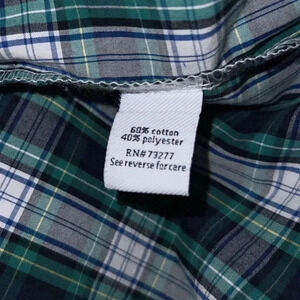 60% cotton
40% polyester
RN# 73277
See reverse for care